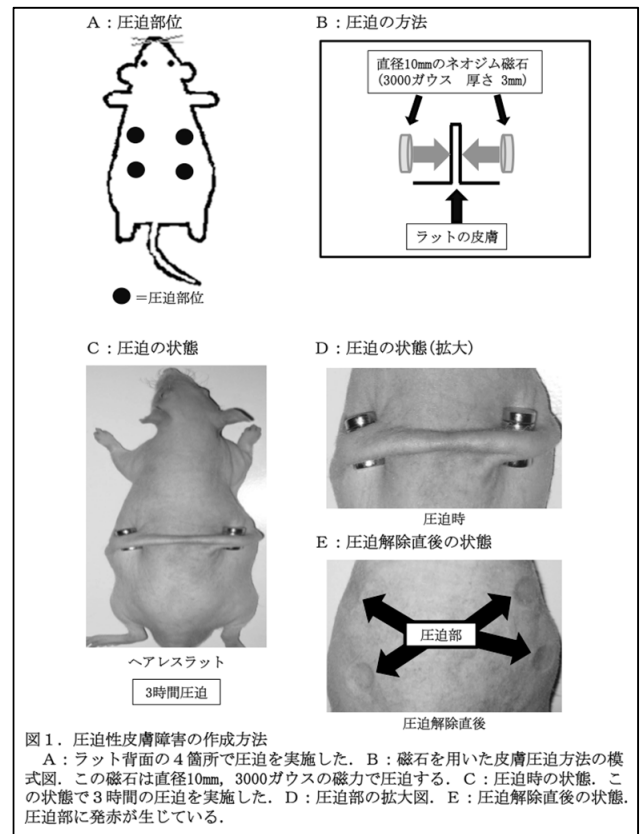 A：圧迫部位
B：圧迫の方法
直径10mmのネオジム磁石
(3000ガウス　厚さ 3mm)
ラットの皮膚
●＝圧迫部位
C：圧迫の状態
D：圧迫の状態(拡大)
圧迫時
E：圧迫解除直後の状態
圧迫部
ヘアレスラット
3時間圧迫
圧迫解除直後
図１．圧迫性皮膚障害の作成方法
A：ラット背面の４箇所で圧迫を実施した．B：磁石を用いた皮膚圧迫方法の模
式図．この磁石は直径10mm，3000ガウスの磁力で圧迫する．C：圧迫時の状態．こ
の状態で３時間の圧迫を実施した．D：圧迫部の拡大図．E：圧迫解除直後の状態．
圧迫部に発赤が生じている．